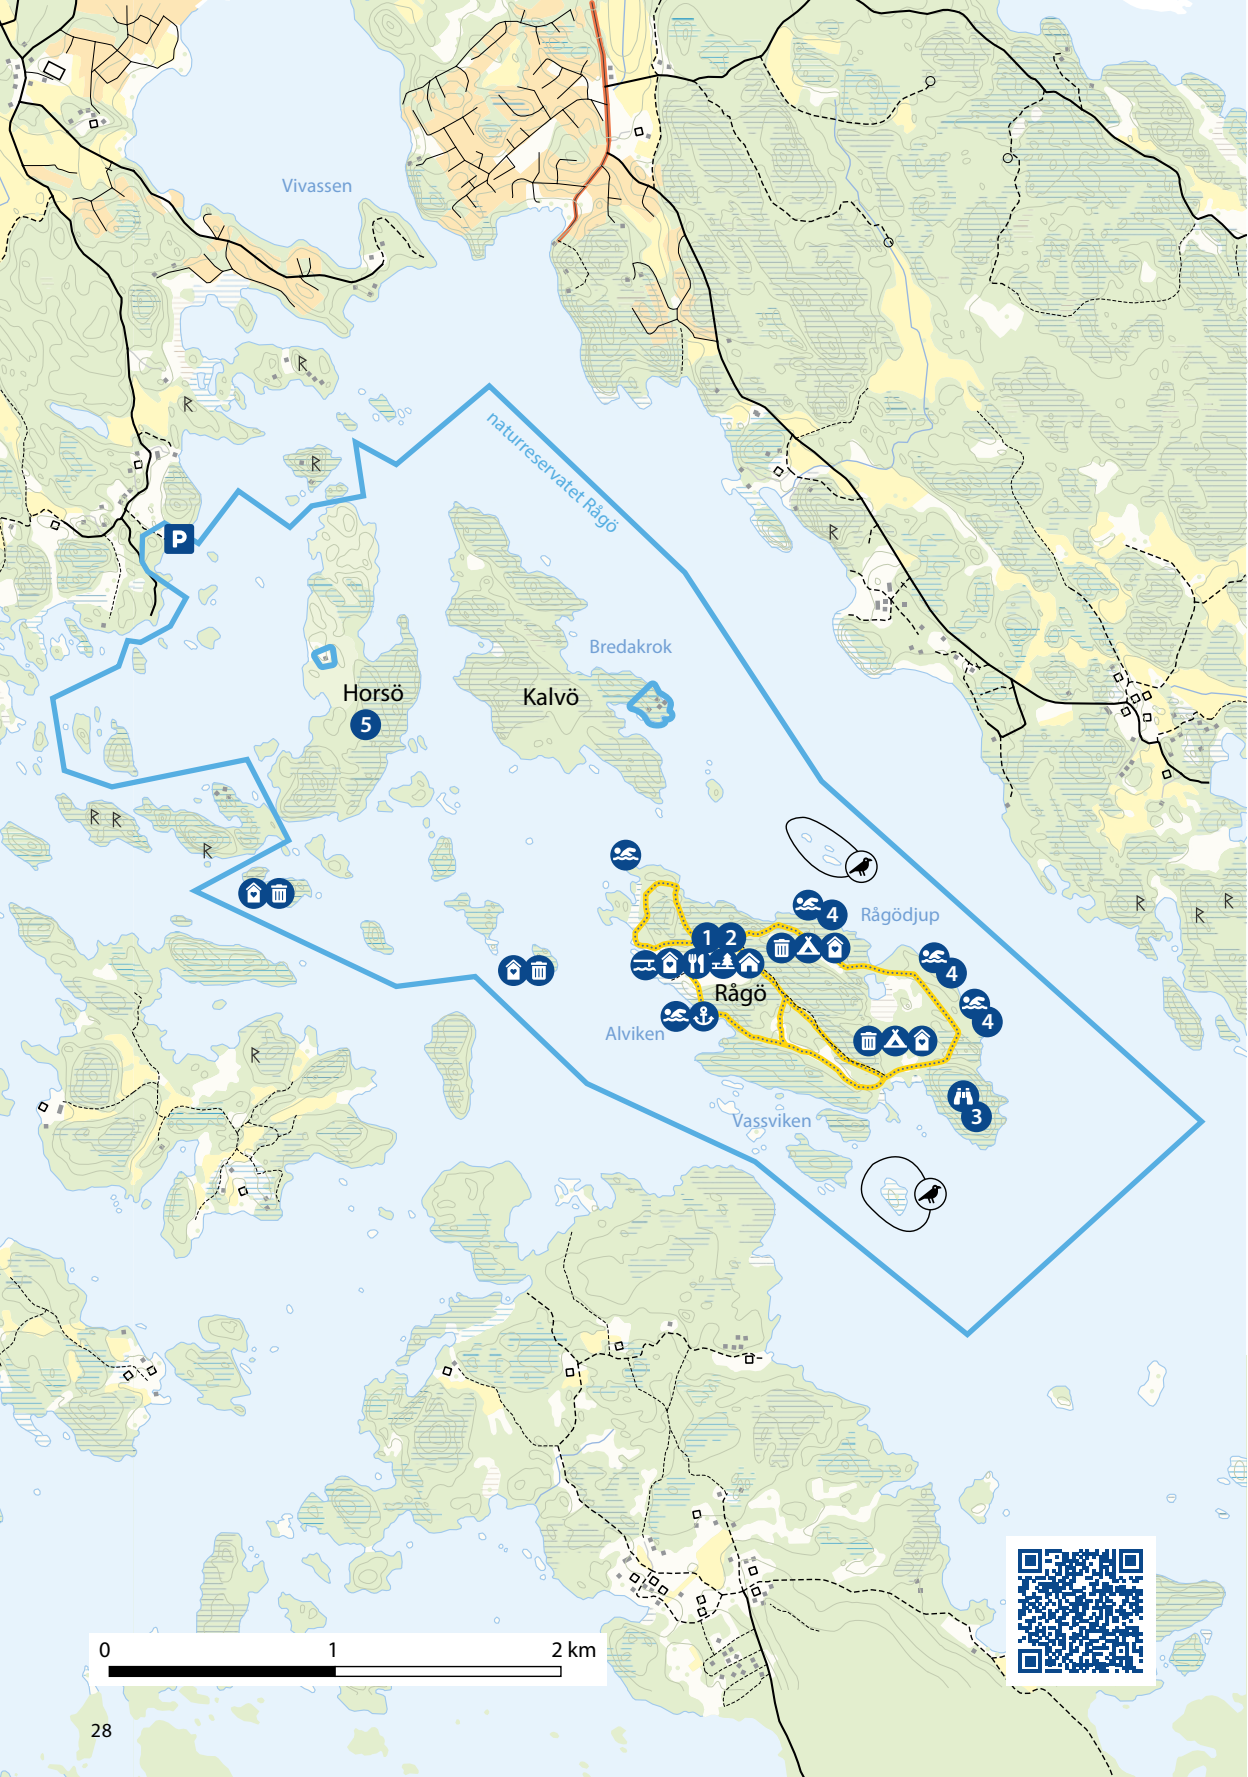 Vivassen
naturreservatet Rågö
R
R
R
R
P
Bredakrok
Horsö
Kalvö
5
R
R
R
4
Rågödjup
1
2
4
Rågö
4
Alviken
R
3
Vassviken
0
1
2 km
28